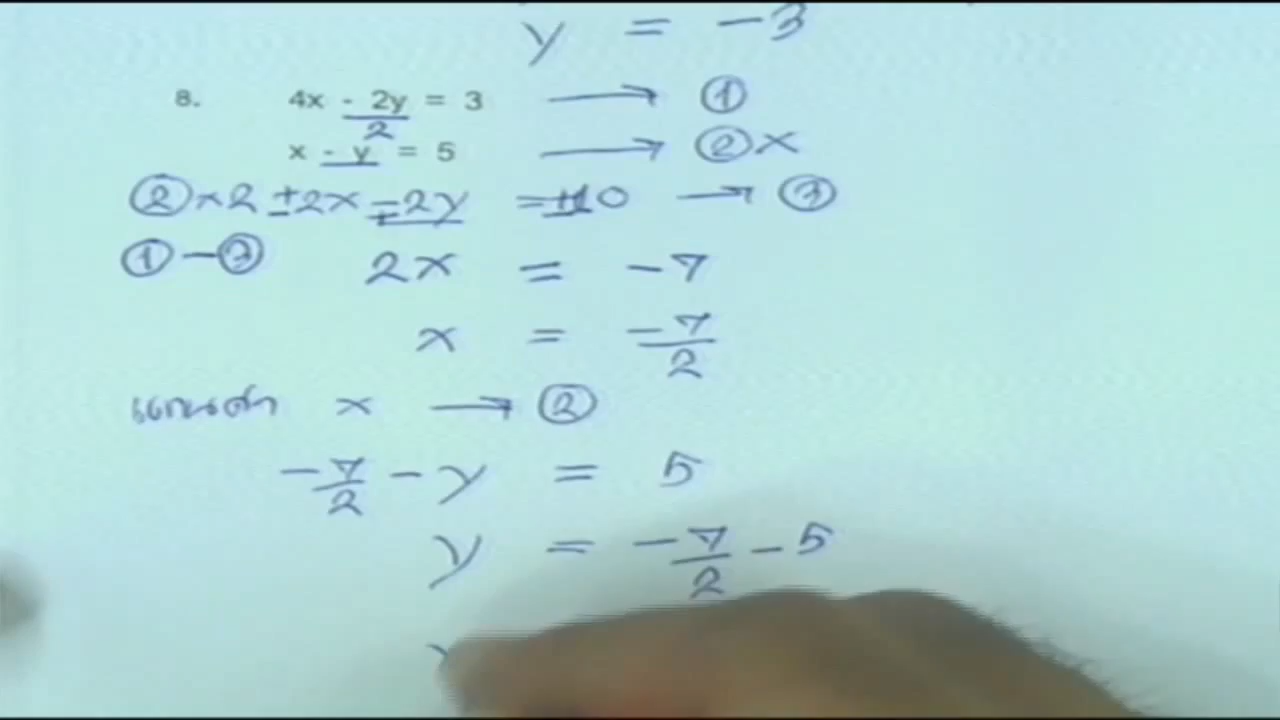 y = -3
8. 4x - 2y = 3 → ①
2
x - y = 5 → ② x
② x 2 ± 2x ∓ 2y = ±10 → ③
① - ③ 2x = -7
x = -7/2
แทนค่า x → ②
-7/2 - y = 5
y = -7/2 - 5